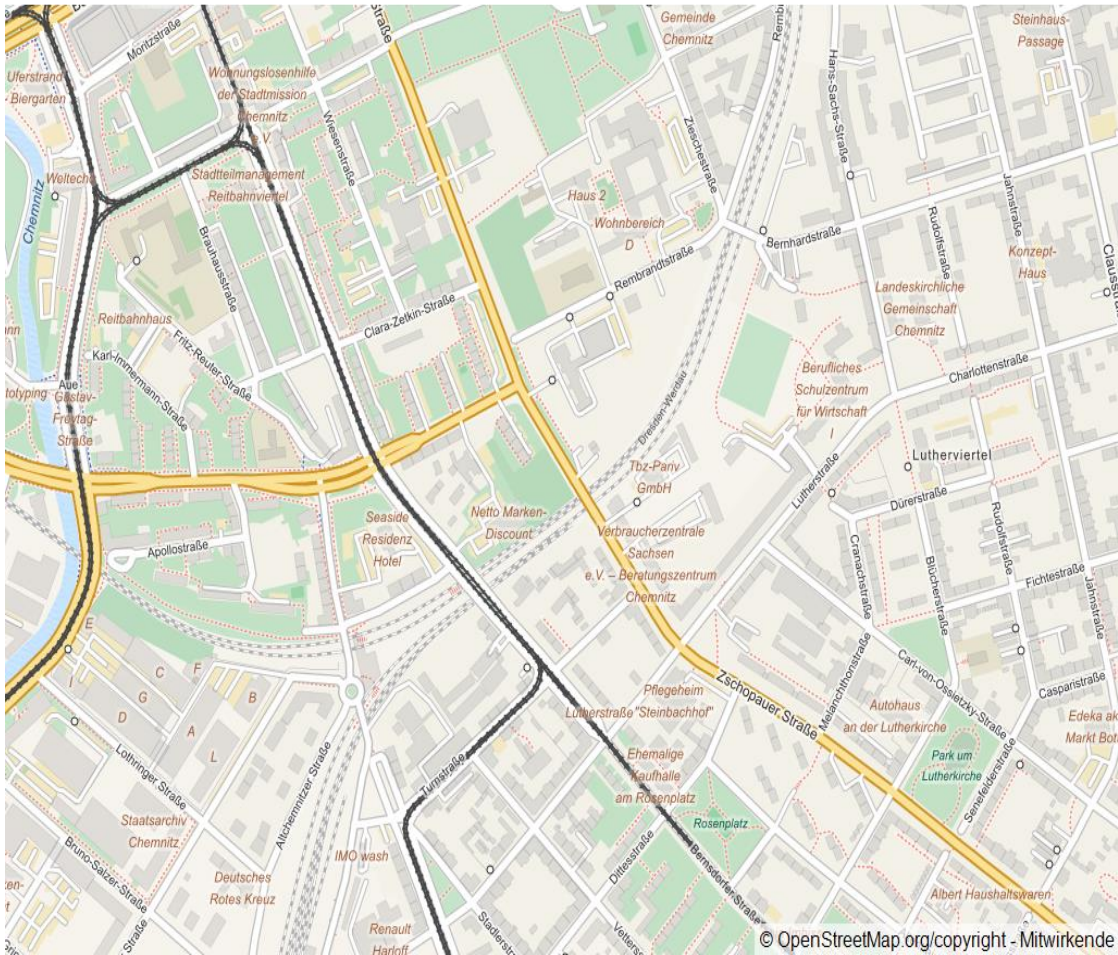 Straße
Moritzstraße
Gemeinde
Chemnitz
Steinhaus-
Passage
Uferstrand
- Biergarten
Wohnungslosenhilfe
der Stadtmission
Chemnitz
e.V
Wiesenstraße
Zieschestraße
Hans-Sachs-Straße
Chemnitz
Weltecho
Stadtteilmanagement
Reitbahnviertel
Haus 2
Wohnbereich
D
Jahnstraße
Rudolfstraße
Bernhardstraße
Brauhausstraße
Rembrandtstraße
Konzept-
Haus
Landeskirchliche
Gemeinschaft
Chemnitz
Reitbahnhaus
Clara-Zetkin-Straße
Fritz-Reuter-Straße
Karl-Immermann-Straße
Charlottenstraße
Berufliches
Schulzentrum
für Wirtschaft
I
Aue
Gustav-
Freytag-
Straße
Dresden-Werdau
Lutherviertel
Lutherstraße
Tbz-Pariv
GmbH
Dürerstraße
Rudolfstraße
Netto Marken-
Discount
Seaside
Residenz
Hotel
Verbraucherzentrale
Sachsen
e.V. – Beratungszentrum
Chemnitz
Apollostraße
Cranachstraße
Blücherstraße
Fichtestraße
Jahnstraße
E
I
C
F
G
B
D
A
L
Melanchthonstraße
Carl-von-Ossietzky-Straße
Casparistraße
Zschopauer Straße
Pflegeheim
"Steinbachhof"
Lutherstraße
Autohaus
an der Lutherkirche
Edeka
Markt
Park um
Lutherkirche
Senefelderstraße
Ehemalige
Kaufhalle
am Rosenplatz
Turnstraße
Lothringer Straße
Altchemnitzer Straße
Staatsarchiv
Chemnitz
Rosenplatz
Bruno-Salzer-Straße
IMO wash
Dittesstraße
Bernsdorfer Straße
Deutsches
Rotes Kreuz
Albert Haushaltswaren
Renault
Harloff
© OpenStreetMap.org/copyright - Mitwirkende